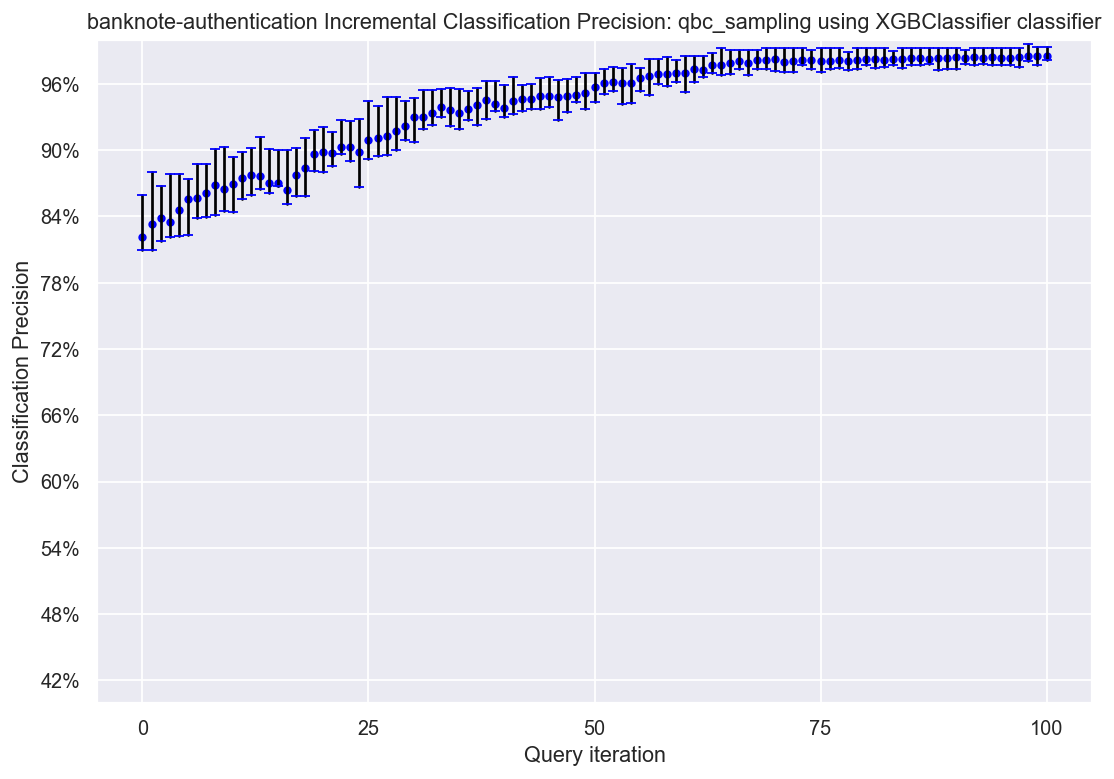 banknote-authentication Incremental Classification Precision: qbc_sampling using XGBClassifier classifier
96%
90%
84%
78%
72%
66%
60%
54%
48%
42%
Classification Precision
0 25 50 75 100
Query iteration